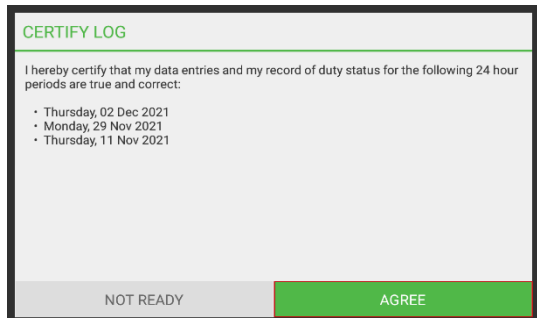 CERTIFY LOG
I hereby certify that my data entries and my record of duty status for the following 24 hour
periods are true and correct:
• Thursday, 02 Dec 2021
• Monday, 29 Nov 2021
• Thursday, 11 Nov 2021
NOT READY
AGREE